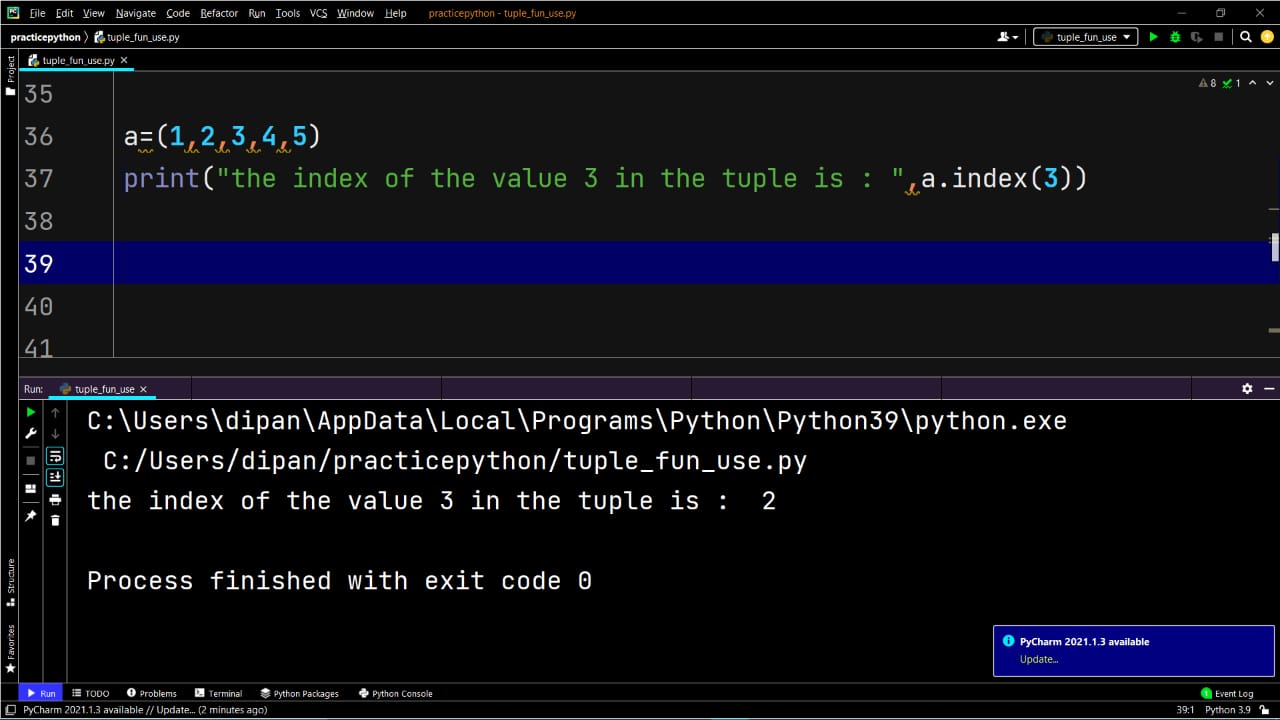 PC File Edit View Navigate Code Refactor Run Tools VCS Window Help practicepython - tuple_fun_use.py
practicepython tuple_fun_use.py tuple_fun_use
Project
tuple_fun_use.py
8 1
35
36 a=(1,2,3,4,5)
37 print("the index of the value 3 in the tuple is : ",a.index(3))
38
39
40
41
Run: tuple_fun_use
C:\Users\dipan\AppData\Local\Programs\Python\Python39\python.exe
C:/Users/dipan/practicepython/tuple_fun_use.py
the index of the value 3 in the tuple is :  2
Process finished with exit code 0
Structure
Favorites
PyCharm 2021.1.3 available
Update...
Run TODO Problems Terminal Python Packages Python Console 1 Event Log
PyCharm 2021.1.3 available // Update... (2 minutes ago) 39:1 Python 3.9